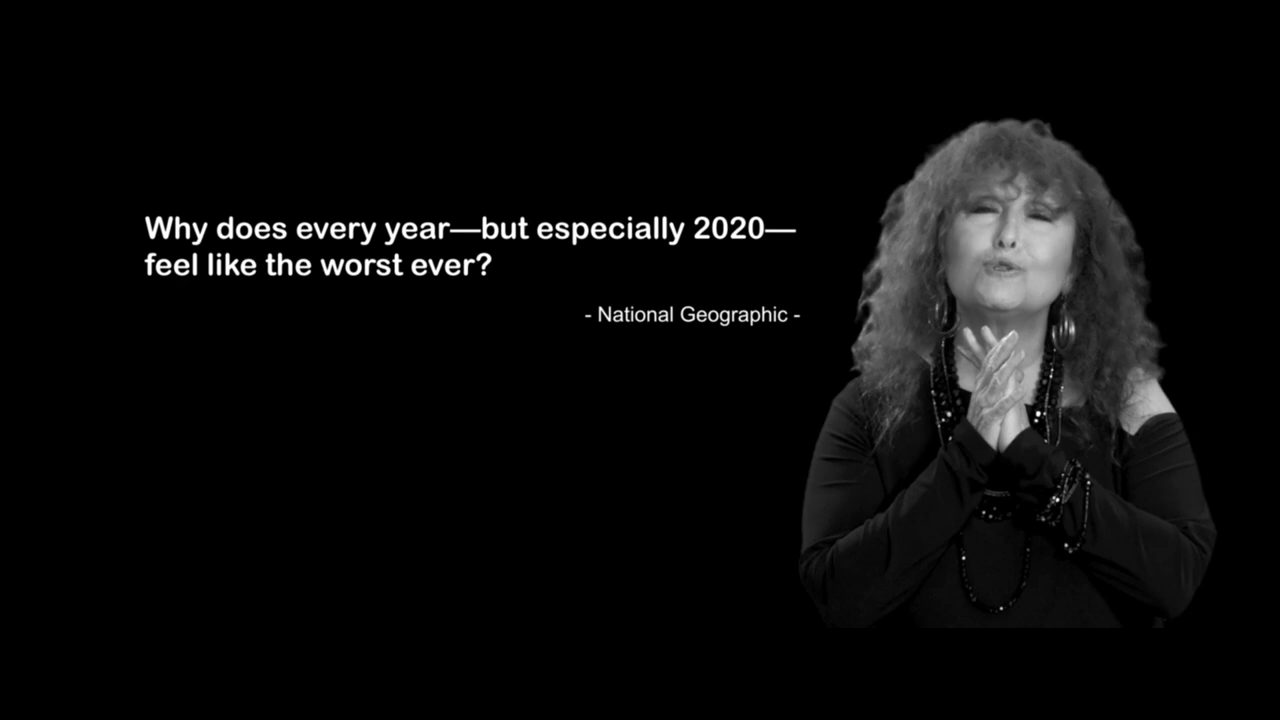 Why does every year—but especially 2020—
feel like the worst ever?
- National Geographic -